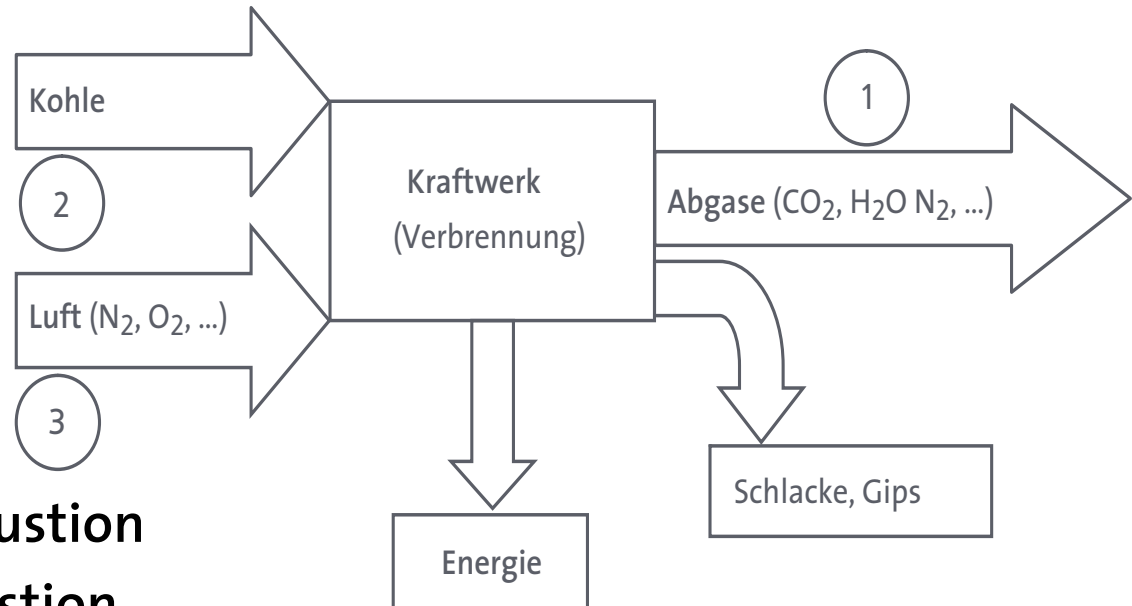 Kohle
1
2
Kraftwerk
(Verbrennung)
Abgase (CO₂, H₂O N₂, ...)
Luft (N₂, O₂, ...)
3
Schlacke, Gips
Energie